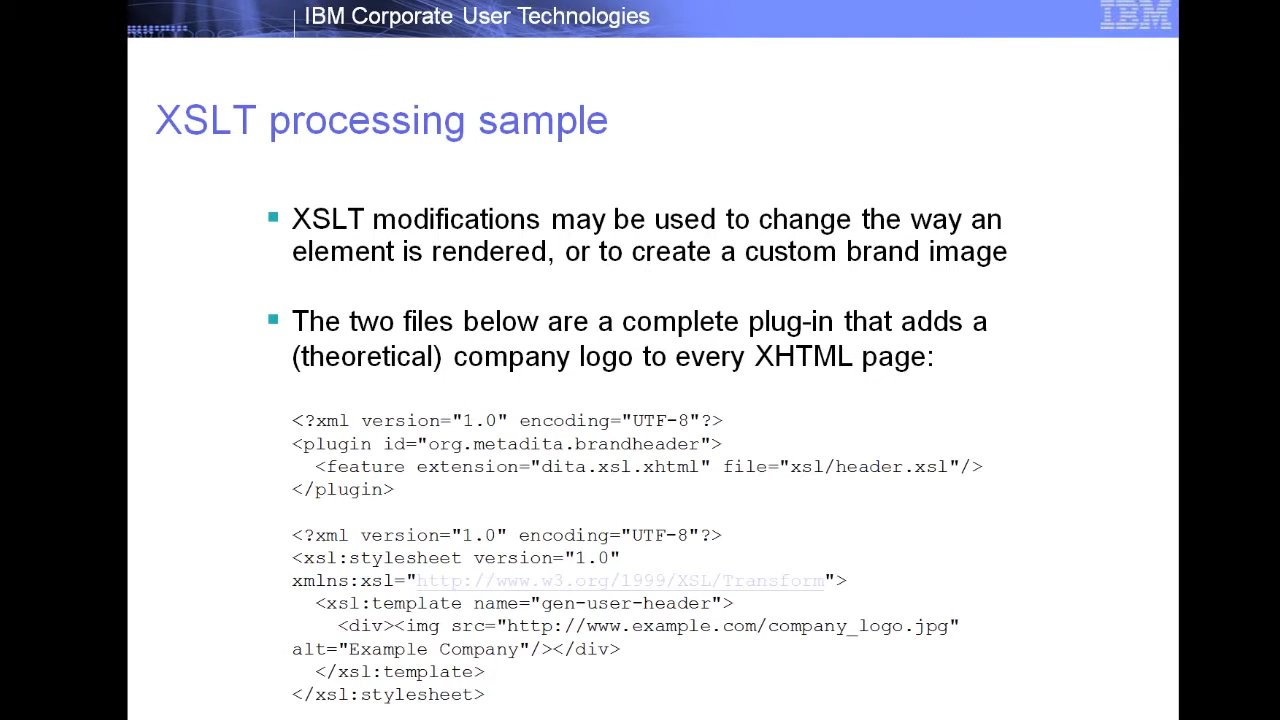 IBM Corporate User Technologies
IBM
XSLT processing sample
XSLT modifications may be used to change the way an
element is rendered, or to create a custom brand image
The two files below are a complete plug-in that adds a
(theoretical) company logo to every XHTML page:
<?xml version="1.0" encoding="UTF-8"?>
<plugin id="org.metadita.brandheader">
  <feature extension="dita.xsl.xhtml" file="xsl/header.xsl"/>
</plugin>
<?xml version="1.0" encoding="UTF-8"?>
<xsl:stylesheet version="1.0"
xmlns:xsl="http://www.w3.org/1999/XSL/Transform">
  <xsl:template name="gen-user-header">
    <div><img src="http://www.example.com/company_logo.jpg"
alt="Example Company"/></div>
  </xsl:template>
</xsl:stylesheet>